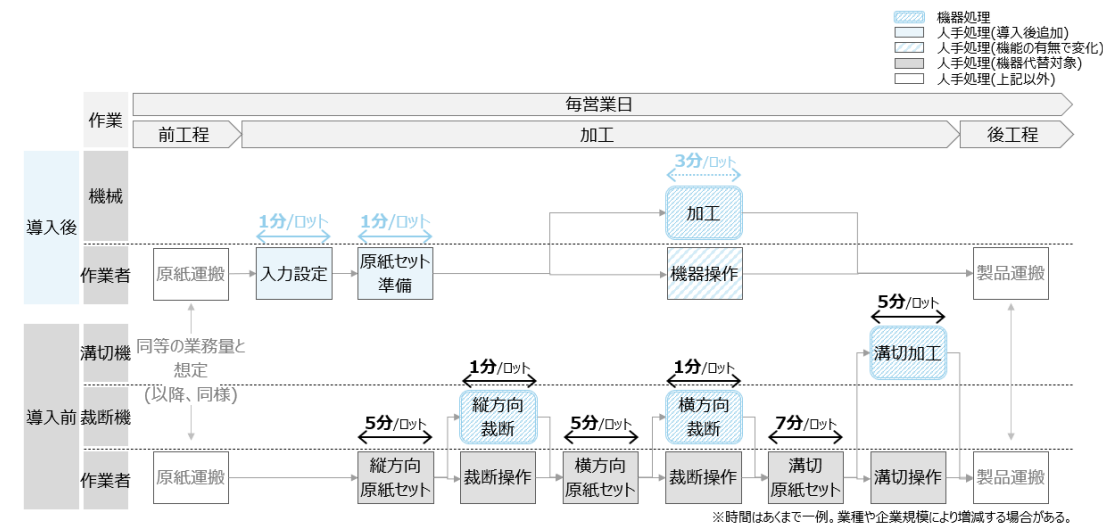 機器処理
人手処理(導入後追加)
人手処理(機能の有無で変化)
人手処理(機器代替対象)
人手処理(上記以外)
作業
毎営業日
前工程
加工
後工程
導入後
機械
3分/ロット
加工
1分/ロット
1分/ロット
作業者
原紙運搬
入力設定
原紙セット
準備
機器操作
製品運搬
5分/ロット
導入前
溝切機
同等の業務量と
想定
(以降、同様)
溝切加工
1分/ロット
1分/ロット
裁断機
縦方向
裁断
横方向
裁断
5分/ロット
5分/ロット
7分/ロット
作業者
原紙運搬
縦方向
原紙セット
裁断操作
横方向
原紙セット
裁断操作
溝切
原紙セット
溝切操作
製品運搬
※時間はあくまで一例。業種や企業規模により増減する場合がある。